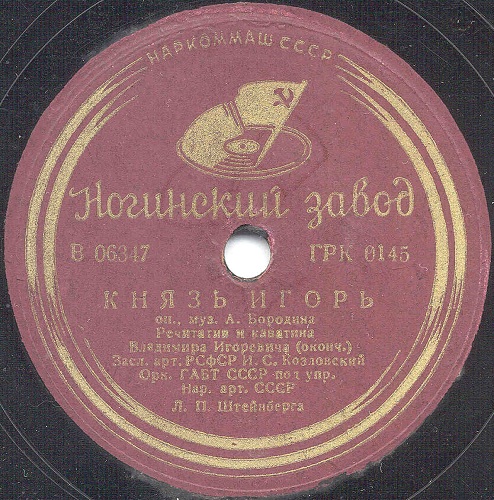 НАРКОММАШ СССР
Ногинский завод
В 06347 ГРК 0145
КНЯЗЬ ИГОРЬ
оп., муз. А. Бородина
Речитатив и каватина
Владимира Игоревича (оконч.)
Засл. арт. РСФСР И. С. Козловский
Орк. ГАБТ СССР под упр.
Нар. арт. СССР
Л. П. Штейнберга